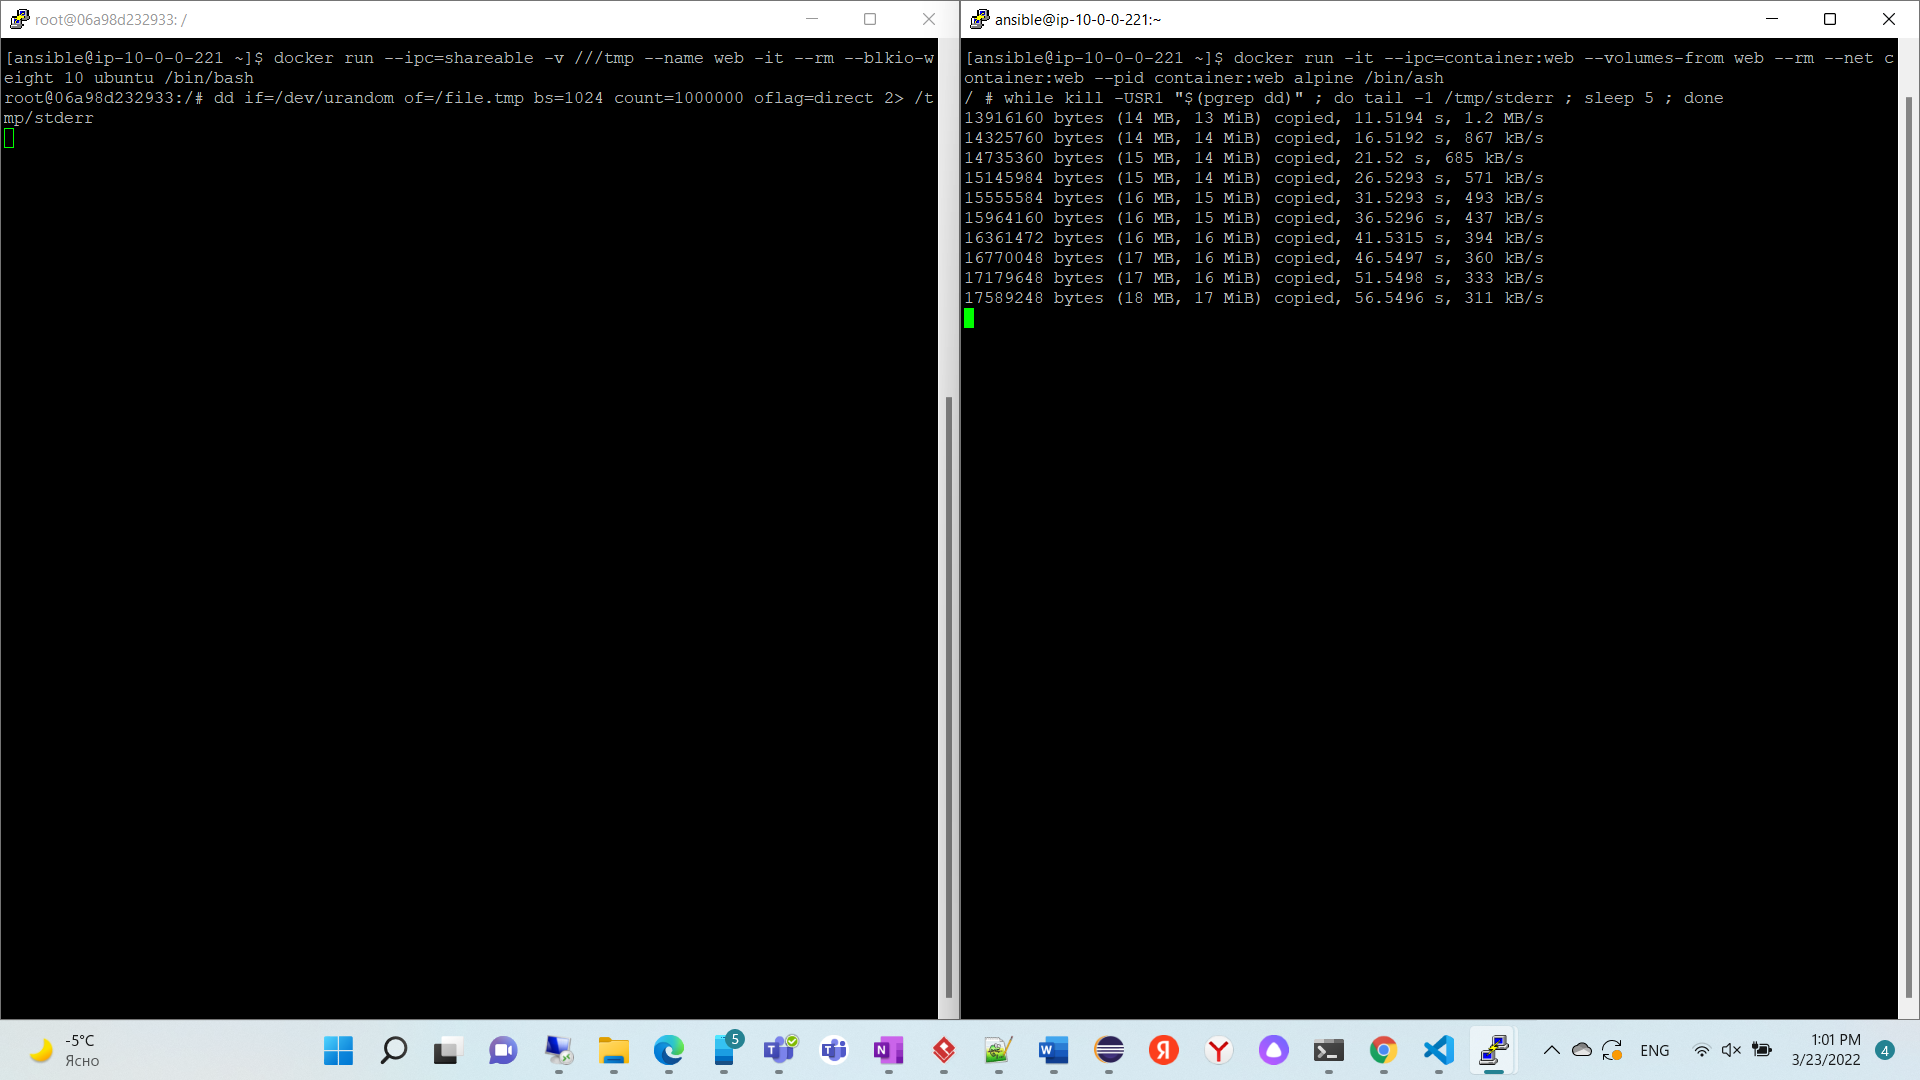 root@06a98d232933: /
[ansible@ip-10-0-0-221 ~]$ docker run --ipc=shareable -v ///tmp --name web -it --rm --blkio-w
eight 10 ubuntu /bin/bash
root@06a98d232933:/# dd if=/dev/urandom of=/file.tmp bs=1024 count=1000000 oflag=direct 2> /t
mp/stderr
ansible@ip-10-0-0-221:~
[ansible@ip-10-0-0-221 ~]$ docker run -it --ipc=container:web --volumes-from web --rm --net c
ontainer:web --pid container:web alpine /bin/ash
/ # while kill -USR1 "$(pgrep dd)" ; do tail -1 /tmp/stderr ; sleep 5 ; done
13916160 bytes (14 MB, 13 MiB) copied, 11.5194 s, 1.2 MB/s
14325760 bytes (14 MB, 14 MiB) copied, 16.5192 s, 867 kB/s
14735360 bytes (15 MB, 14 MiB) copied, 21.52 s, 685 kB/s
15145984 bytes (15 MB, 14 MiB) copied, 26.5293 s, 571 kB/s
15555584 bytes (16 MB, 15 MiB) copied, 31.5293 s, 493 kB/s
15964160 bytes (16 MB, 15 MiB) copied, 36.5296 s, 437 kB/s
16361472 bytes (16 MB, 16 MiB) copied, 41.5315 s, 394 kB/s
16770048 bytes (17 MB, 16 MiB) copied, 46.5497 s, 360 kB/s
17179648 bytes (17 MB, 16 MiB) copied, 51.5498 s, 333 kB/s
17589248 bytes (18 MB, 17 MiB) copied, 56.5496 s, 311 kB/s
-5°C
Ясно
5
ENG
1:01 PM
3/23/2022
4